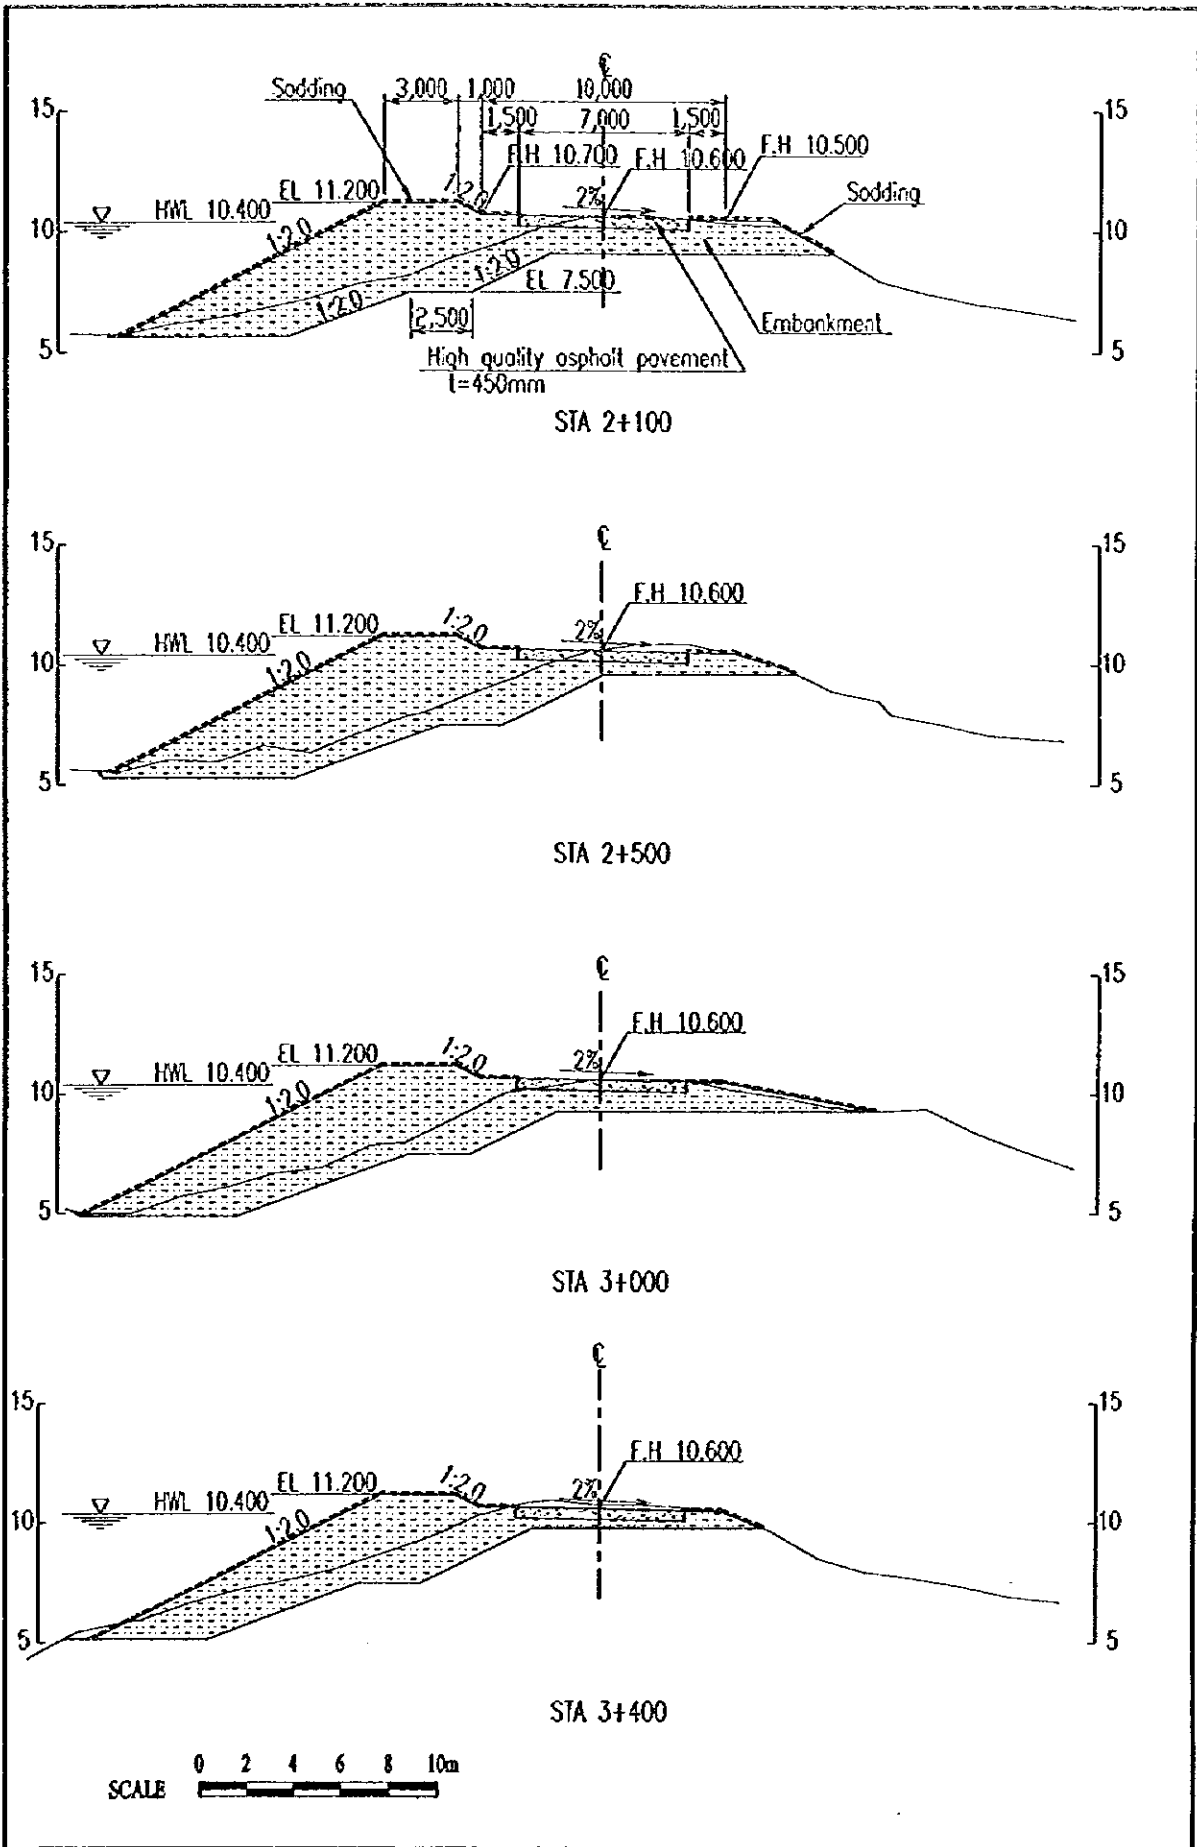 ℄
Sodding 3,000 1,000 10,000
15 1,500 7,000 1,500 15
F.H 10.700 F.H 10.600 F.H 10.500
EL 11.200 1:2.0 2% Sodding
HWL 10.400
10 1:2.0 10
1:2.0 EL 7.500
1:2.0
2,500 Embankment
5 5
High quality asphalt pavement
t=450mm
STA 2+100
℄
15 15
F.H 10.600
EL 11.200 1:2.0 2%
HWL 10.400
10 1:2.0 10
5 5
STA 2+500
℄
15 15
F.H 10.600
EL 11.200 1:2.0 2%
HWL 10.400
10 1:2.0 10
5 5
STA 3+000
℄
15 15
F.H 10.600
EL 11.200 1:2.0 2%
HWL 10.400
10 1:2.0 10
5 5
STA 3+400
0 2 4 6 8 10m
SCALE